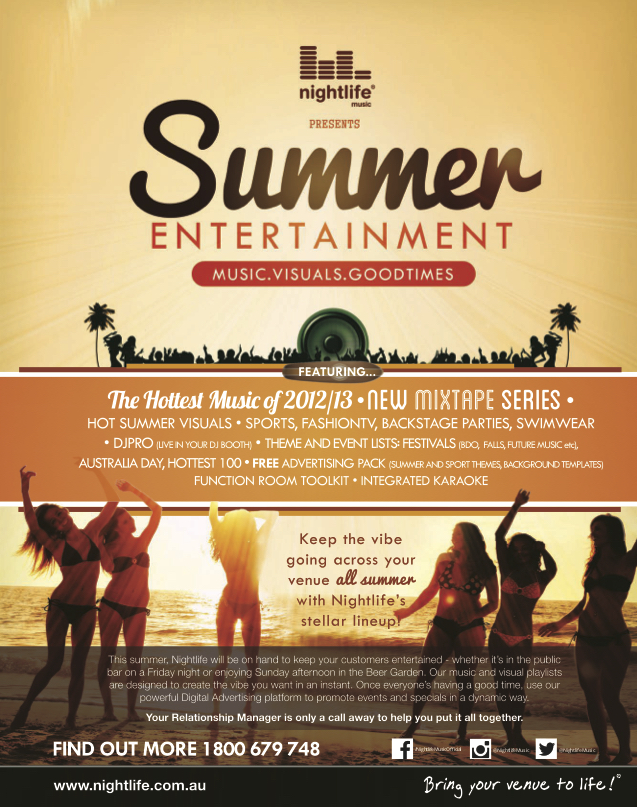 nightlife®
music
PRESENTS
Summer
ENTERTAINMENT
MUSIC.VISUALS.GOODTIMES
FEATURING...
The Hottest Music of 2012/13 • NEW MIXTAPE SERIES •
HOT SUMMER VISUALS • SPORTS, FASHIONTV, BACKSTAGE PARTIES, SWIMWEAR
• DJPRO (LIVE IN YOUR DJ BOOTH) • THEME AND EVENT LISTS: FESTIVALS (BDO, FALLS, FUTURE MUSIC etc),
AUSTRALIA DAY, HOTTEST 100 • FREE ADVERTISING PACK (SUMMER AND SPORT THEMES, BACKGROUND TEMPLATES)
FUNCTION ROOM TOOLKIT • INTEGRATED KARAOKE
Keep the vibe
going across your
venue all summer
with Nightlife's
stellar lineup!
This summer, Nightlife will be on hand to keep your customers entertained - whether it's in the public
bar on a Friday night or enjoying Sunday afternoon in the Beer Garden. Our music and visual playlists
are designed to create the vibe you want in an instant. Once everyone's having a good time, use our
powerful Digital Advertising platform to promote events and specials in a dynamic way.
Your Relationship Manager is only a call away to help you put it all together.
FIND OUT MORE 1800 679 748
/NightlifeMusicOfficial @NightlifeMusic @NightlifeMusic
www.nightlife.com.au
Bring your venue to life!®